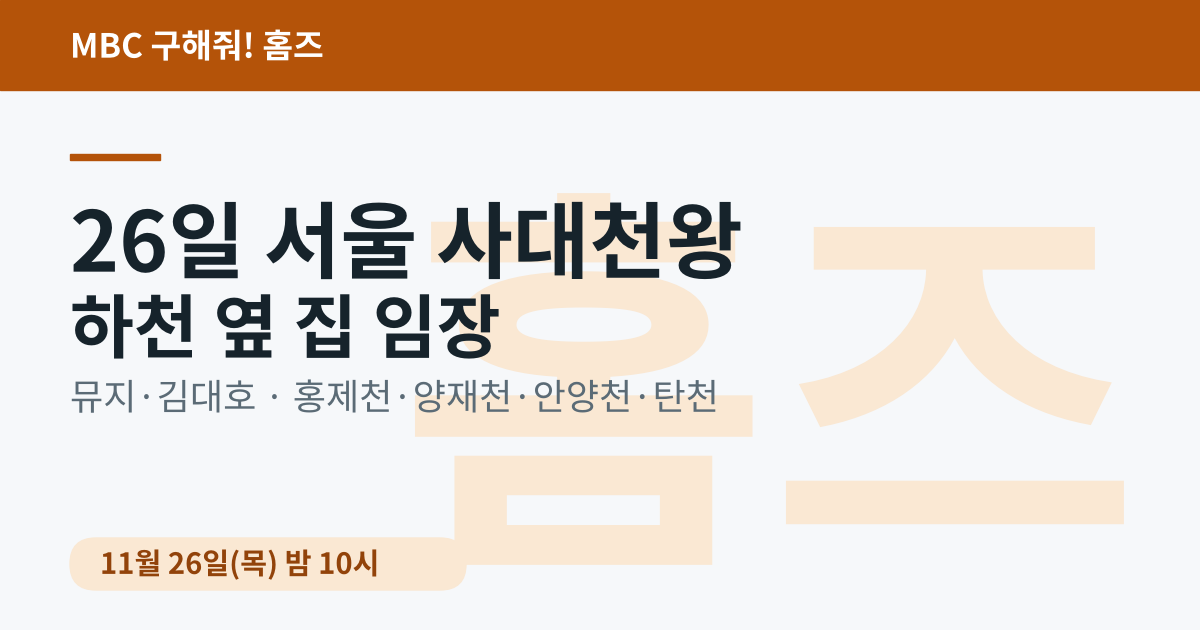 MBC 구해줘! 홈즈
26일 서울 사대천왕
하천 옆 집 임장
뮤지·김대호 · 홍제천·양재천·안양천·탄천
홈즈
11월 26일(목) 밤 10시